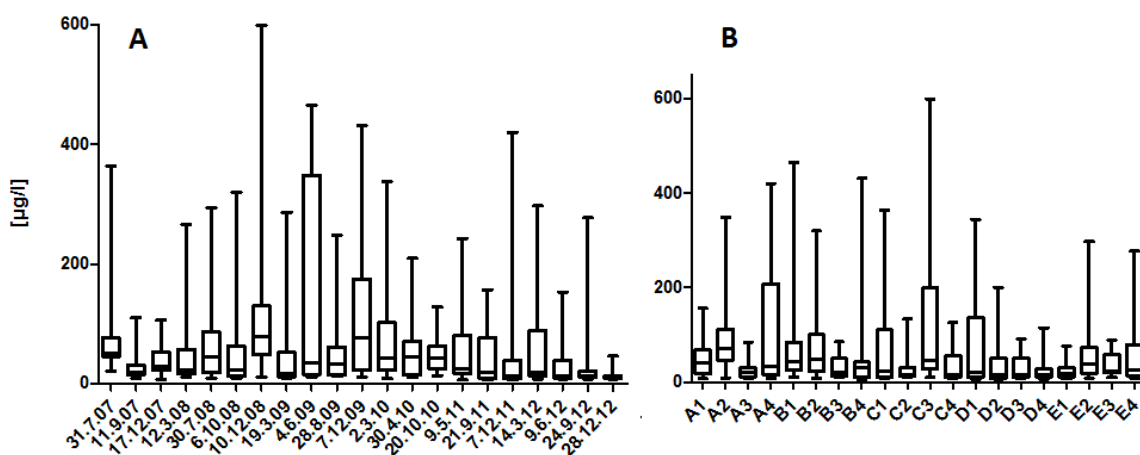 A
600
400
200
0
[µg/l]
31.7.07
11.9.07
17.12.07
12.3.08
30.7.08
6.10.08
10.12.08
19.3.09
4.6.09
28.8.09
7.12.09
2.3.10
30.4.10
20.10.10
9.5.11
21.9.11
7.12.11
14.3.12
9.6.12
24.9.12
28.12.12
B
600
400
200
0
A1
A2
A3
A4
B1
B2
B3
B4
C1
C2
C3
C4
D1
D2
D3
D4
E1
E2
E3
E4